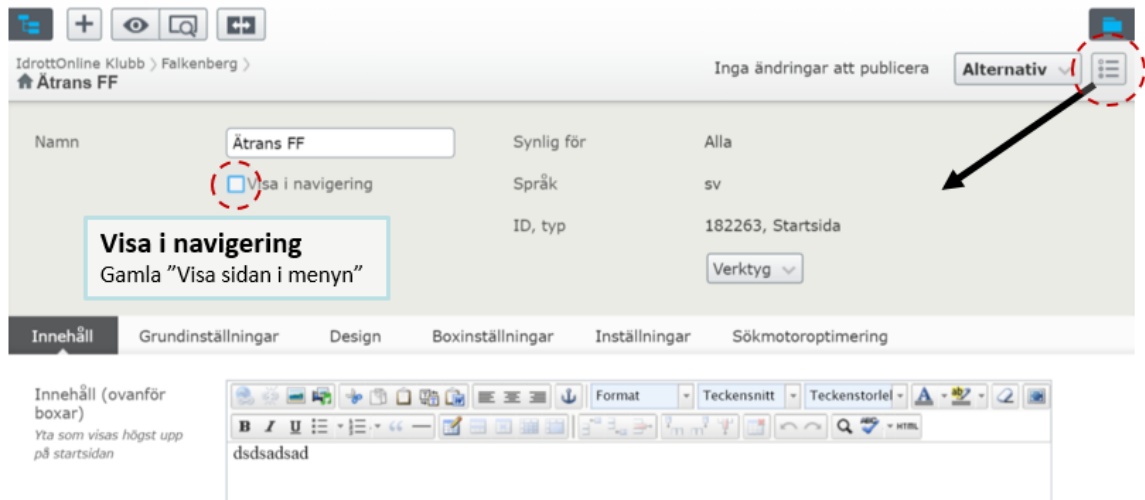 IdrottOnline Klubb > Falkenberg >
Ätrans FF
Inga ändringar att publicera
Alternativ
Namn
Ätrans FF
Synlig för
Alla
Visa i navigering
Språk
sv
ID, typ
182263, Startsida
Visa i navigering
Gamla ”Visa sidan i menyn”
Verktyg
Innehåll Grundinställningar Design Boxinställningar Inställningar Sökmotoroptimering
Innehåll (ovanför
boxar)
Yta som visas högst upp
på startsidan
Format Teckensnitt Teckenstorlel A
B I U HTML
dsdsadsad